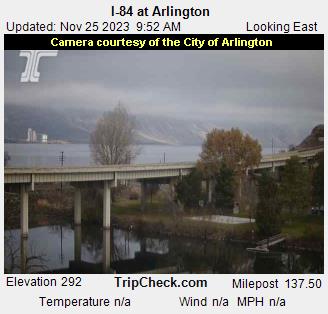 I-84 at Arlington
Updated: Nov 25 2023 9:52 AM Looking East
Camera courtesy of the City of Arlington
Elevation 292 TripCheck.com Milepost 137.50
Temperature n/a Wind n/a MPH n/a